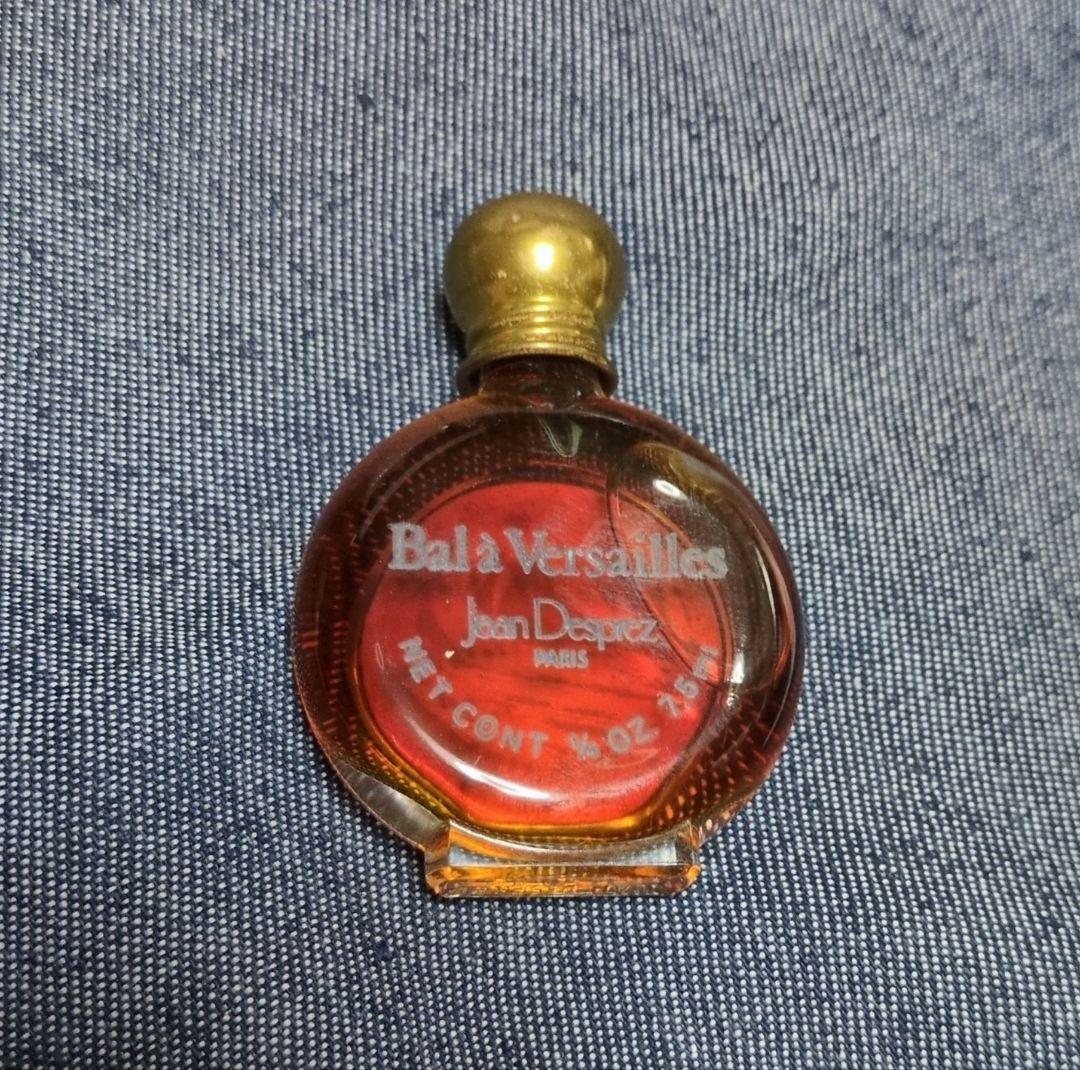 Bal à Versailles
Jean Desprez
PARIS
NET CONT ¼ OZ. 7.5 ml